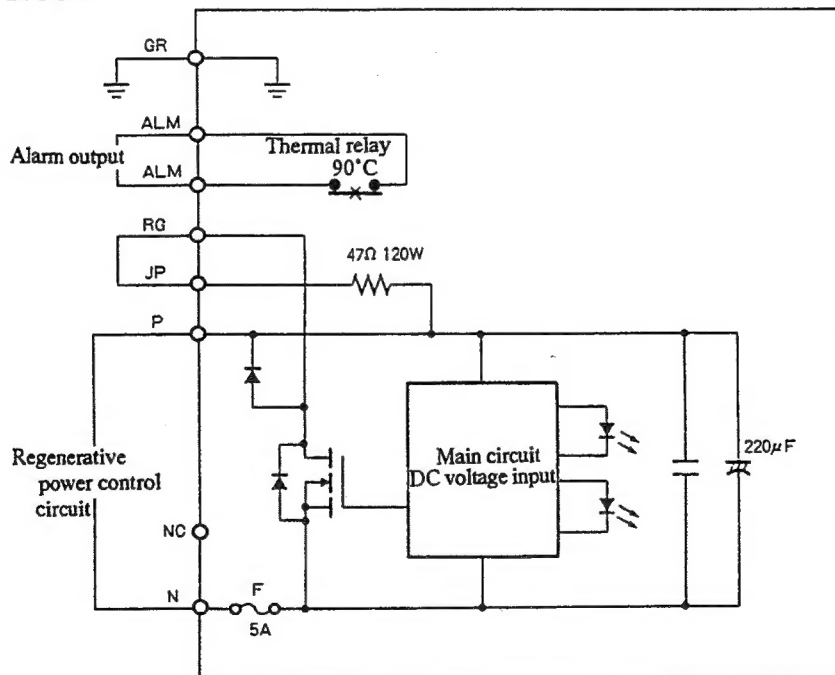 GR
ALM
Alarm output
ALM
Thermal relay
90°C
RG
JP
47Ω 120W
P
Main circuit
DC voltage input
220μF
Regenerative
power control
circuit
NC
N
F
5A